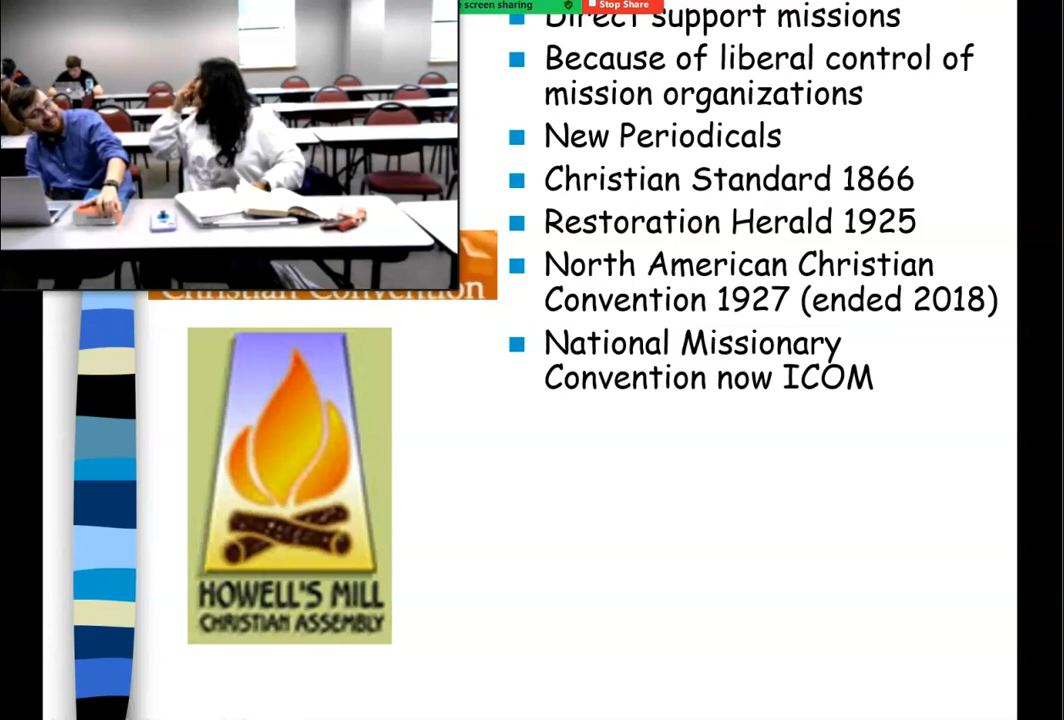 screen sharing
Stop Share
Direct support missions
Because of liberal control of
mission organizations
New Periodicals
Christian Standard 1866
Restoration Herald 1925
North American Christian
Convention 1927 (ended 2018)
National Missionary
Convention now ICOM
Christian Convention
HOWELL'S MILL
CHRISTIAN ASSEMBLY